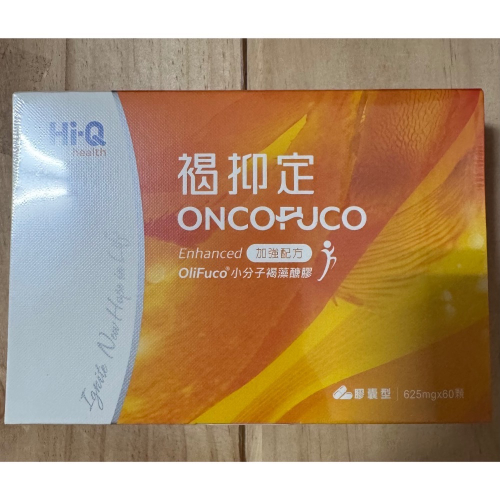 Hi·Q
health
褐抑定
ONCOFUCO
Enhanced 加強配方
OliFuco® 小分子褐藻醣膠
Ignite New Hope in Life
膠囊型 | 625mgx60顆